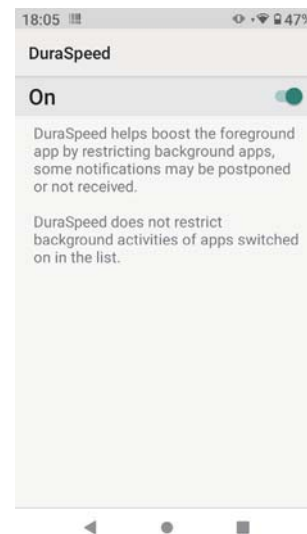 18:05 47%
DuraSpeed
On
DuraSpeed helps boost the foreground
app by restricting background apps,
some notifications may be postponed
or not received.
DuraSpeed does not restrict
background activities of apps switched
on in the list.